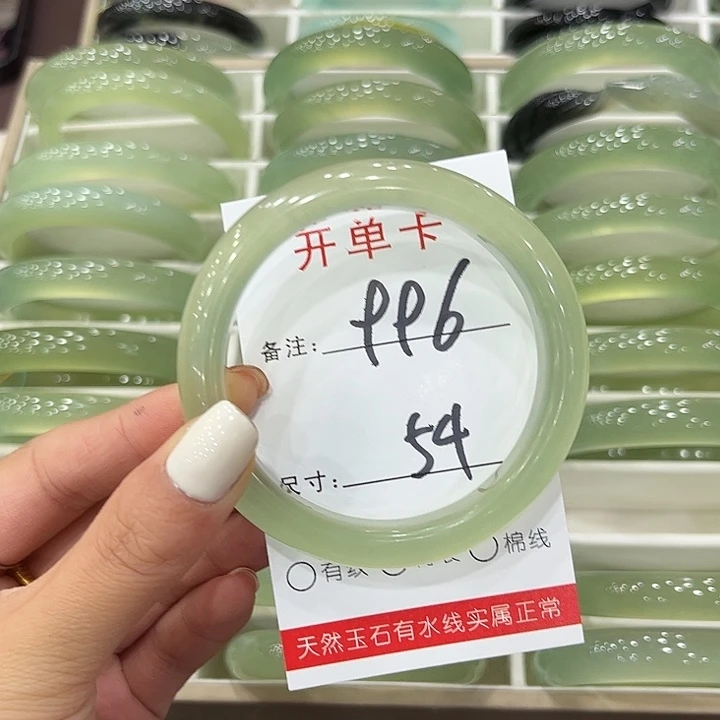 开单卡
备注: 996
尺寸: 54
有纹 棉线
天然玉石有水线实属正常